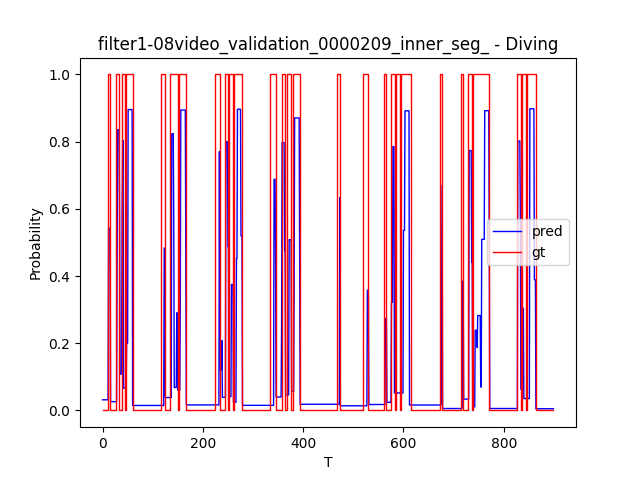 filter1-08video_validation_0000209_inner_seg_ - Diving
1.0
0.8
0.6
0.4
0.2
0.0
Probability
pred
gt
0 200 400 600 800
T